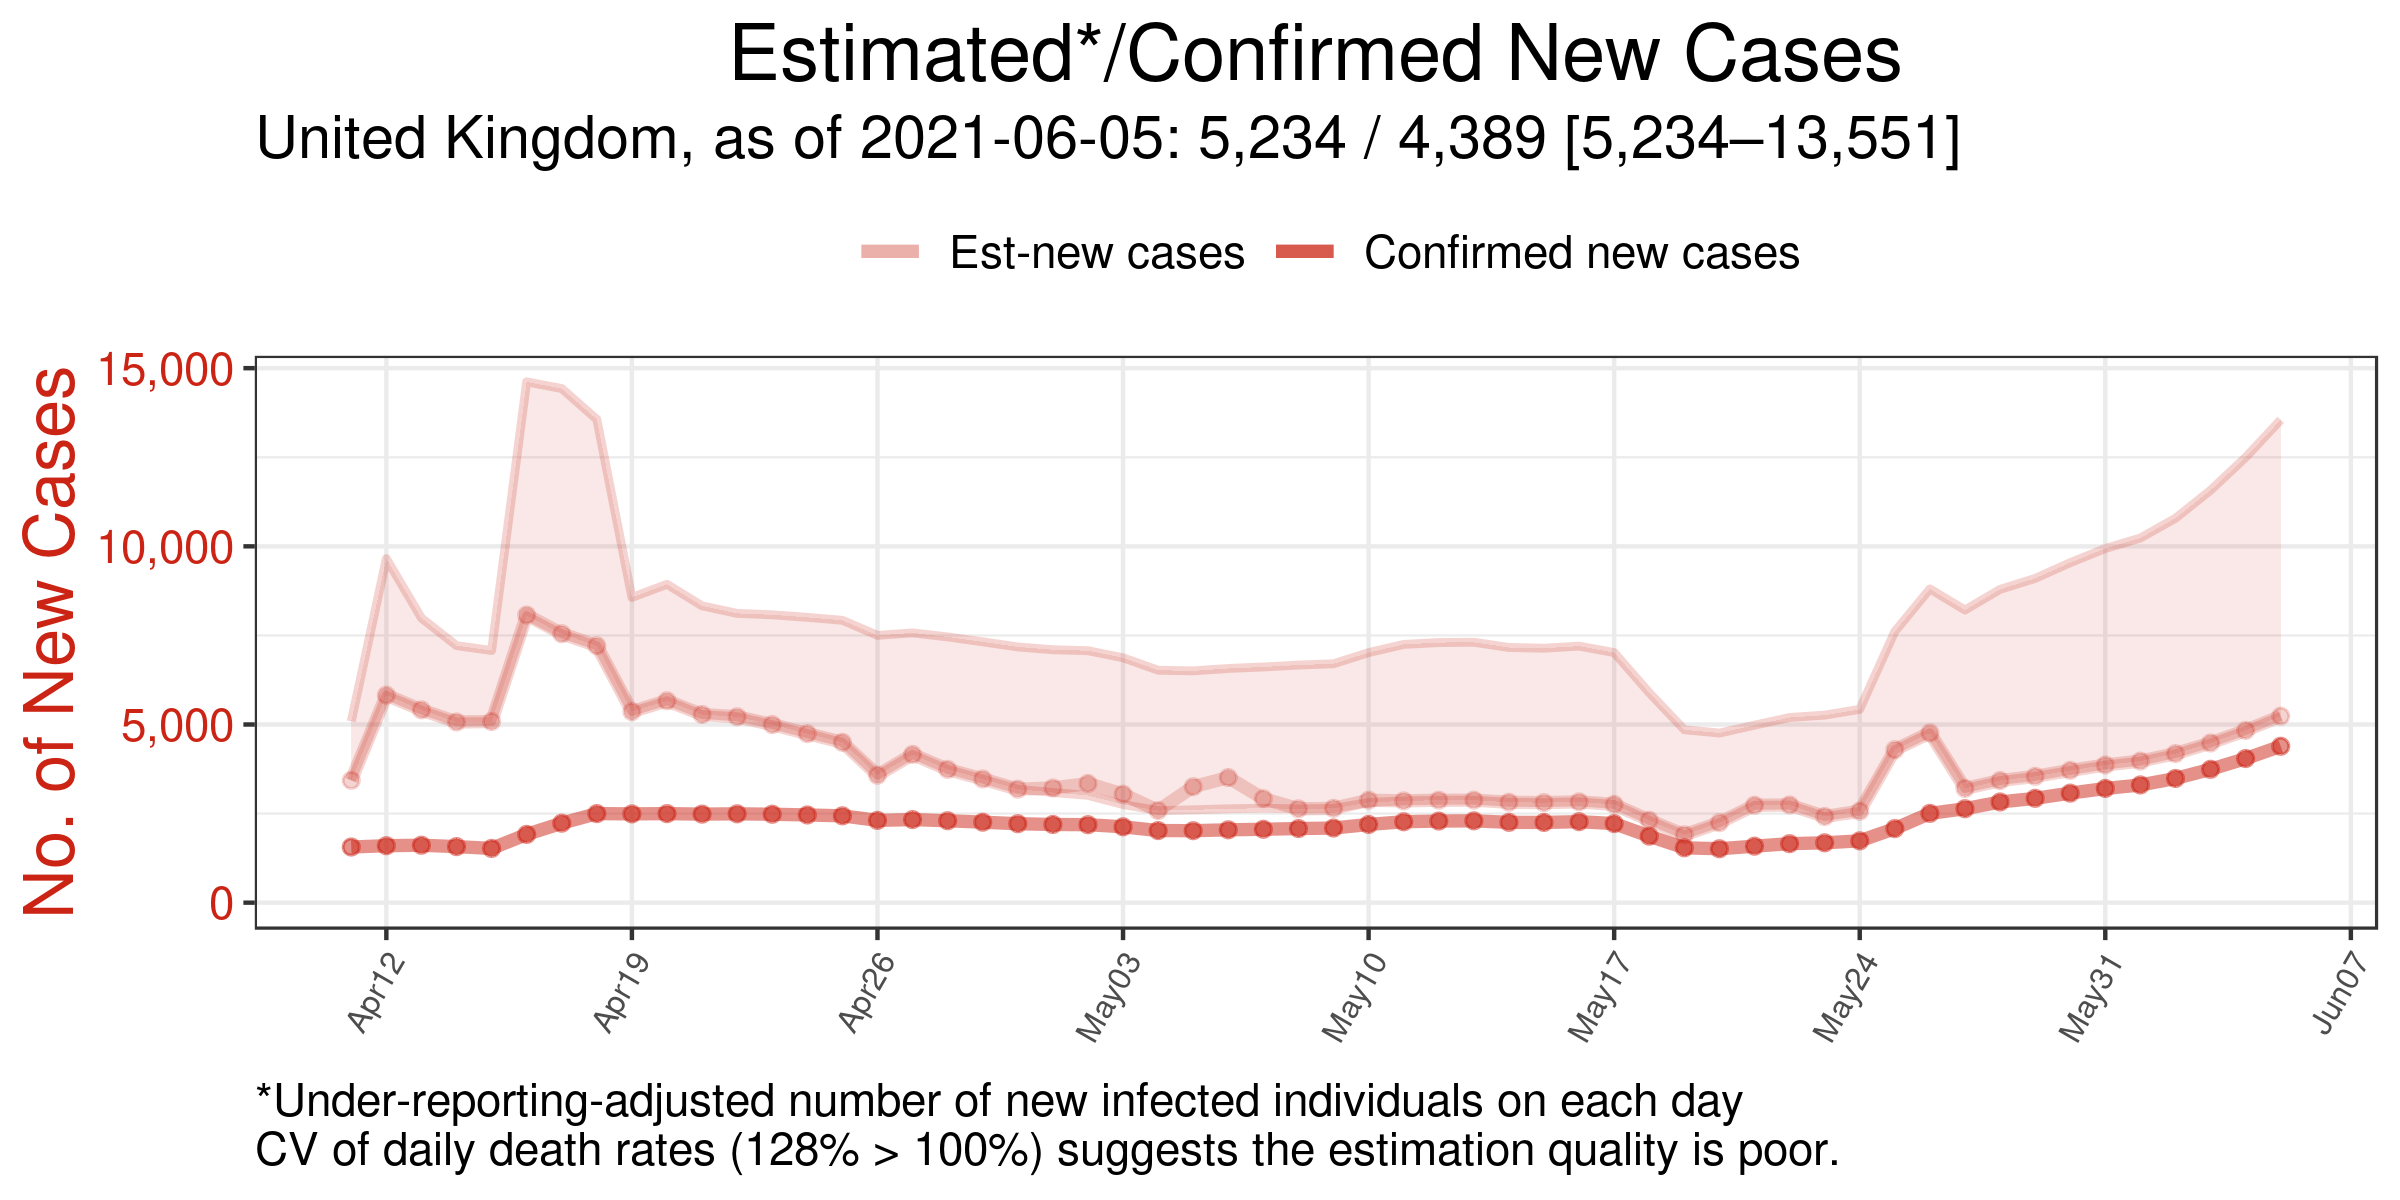 Estimated*/Confirmed New Cases
United Kingdom, as of 2021-06-05: 5,234 / 4,389 [5,234–13,551]
Est-new cases
Confirmed new cases
No. of New Cases
15,000
10,000
5,000
0
Apr12
Apr19
Apr26
May03
May10
May17
May24
May31
Jun07
*Under-reporting-adjusted number of new infected individuals on each day
CV of daily death rates (128% > 100%) suggests the estimation quality is poor.